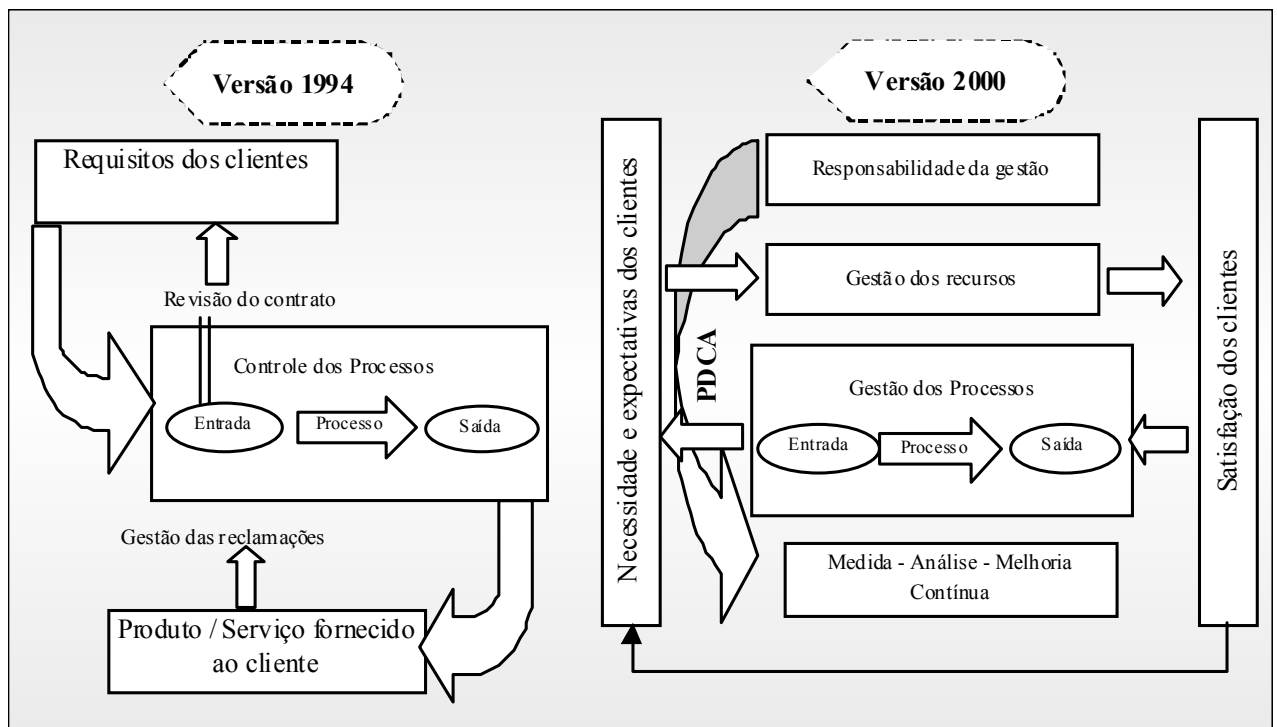 Versão 1994
Requisitos dos clientes
Revisão do contrato
Controle dos Processos
Entrada
Processo
Saída
Gestão das reclamações
Produto / Serviço fornecido
ao cliente
Versão 2000
Necessidade e expectativas dos clientes
PDCA
Responsabilidade da gestão
Gestão dos recursos
Gestão dos Processos
Entrada
Processo
Saída
Medida - Análise - Melhoria
Contínua
Satisfação dos clientes